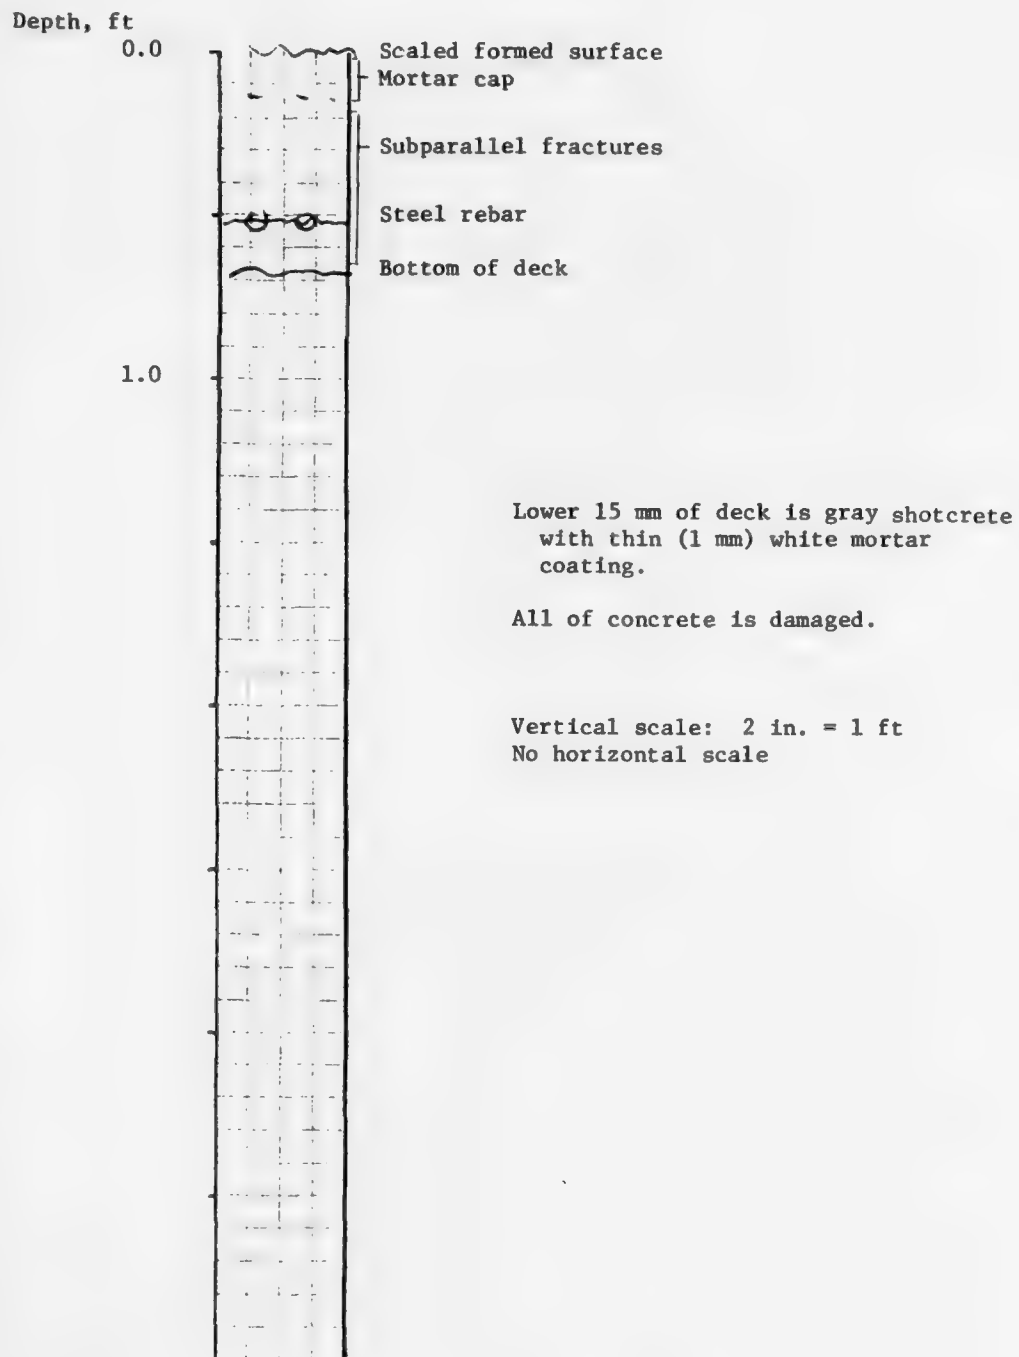 Depth, ft
0.0
Scaled formed surface
Mortar cap
Subparallel fractures
Steel rebar
Bottom of deck
1.0
Lower 15 mm of deck is gray shotcrete
with thin (1 mm) white mortar
coating.
All of concrete is damaged.
Vertical scale: 2 in. = 1 ft
No horizontal scale